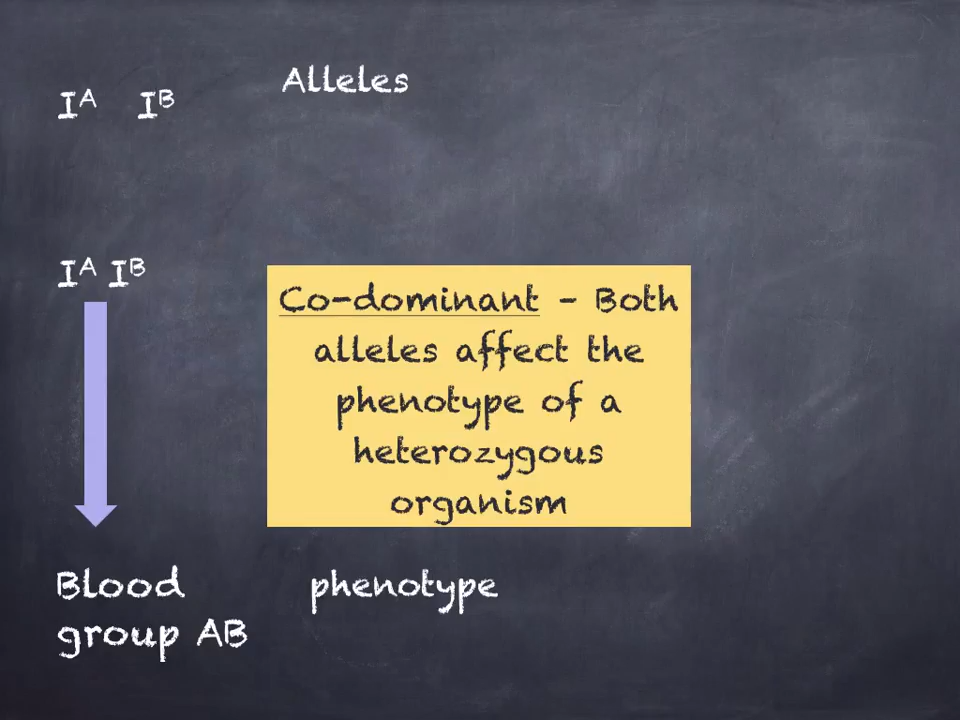 Alleles
Iᴬ Iᴮ
Iᴬ Iᴮ
Co-dominant - Both
alleles affect the
phenotype of a
heterozygous
organism
Blood
group AB
phenotype